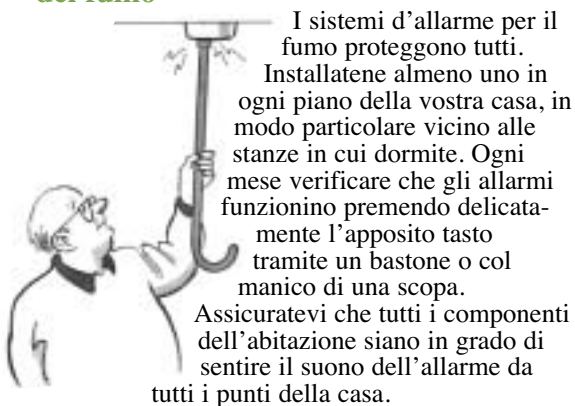 del fumo
I sistemi d'allarme per il
fumo proteggono tutti.
Installatene almeno uno in
ogni piano della vostra casa, in
modo particolare vicino alle
stanze in cui dormite. Ogni
mese verificare che gli allarmi
funzionino premendo delicata-
mente l'apposito tasto
tramite un bastone o col
manico di una scopa.
Assicuratevi che tutti i componenti
dell'abitazione siano in grado di
sentire il suono dell'allarme da
tutti i punti della casa.